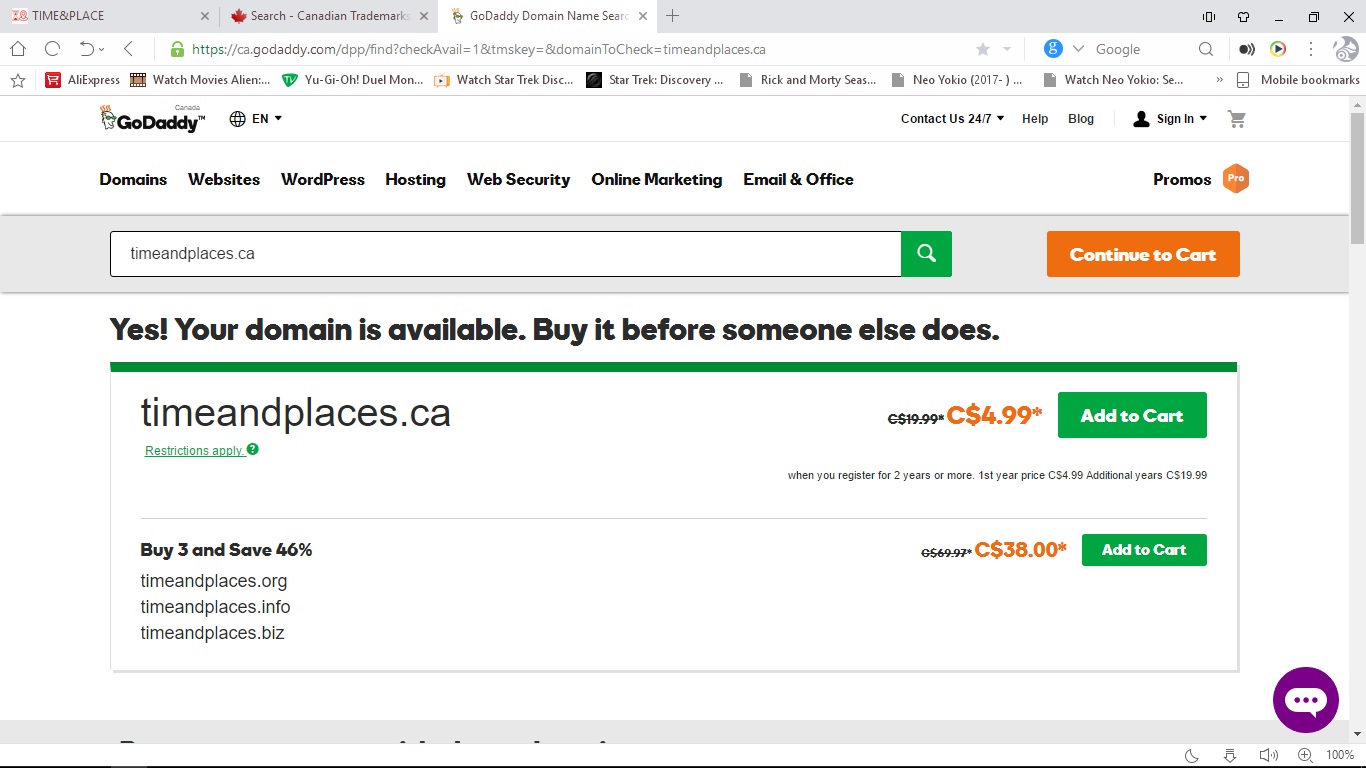 TIME&PLACE
Search - Canadian Trademarks
GoDaddy Domain Name Searc
https://ca.godaddy.com/dpp/find?checkAvail=1&tmskey=&domainToCheck=timeandplaces.ca
g
Google
AliExpress
Watch Movies Alien:...
Yu-Gi-Oh! Duel Mon...
Watch Star Trek Disc...
Star Trek: Discovery ...
Rick and Morty Seas...
Neo Yokio (2017- ) ...
Watch Neo Yokio: Se...
»
Mobile bookmarks
Canada
GoDaddy™
EN
Contact Us 24/7
Help
Blog
Sign In
Domains
Websites
WordPress
Hosting
Web Security
Online Marketing
Email & Office
Promos
Pro
timeandplaces.ca
Continue to Cart
Yes! Your domain is available. Buy it before someone else does.
timeandplaces.ca
C$19.99* C$4.99*
Add to Cart
Restrictions apply. ?
when you register for 2 years or more. 1st year price C$4.99 Additional years C$19.99
Buy 3 and Save 46%
C$69.97* C$38.00*
Add to Cart
timeandplaces.org
timeandplaces.info
timeandplaces.biz
100%